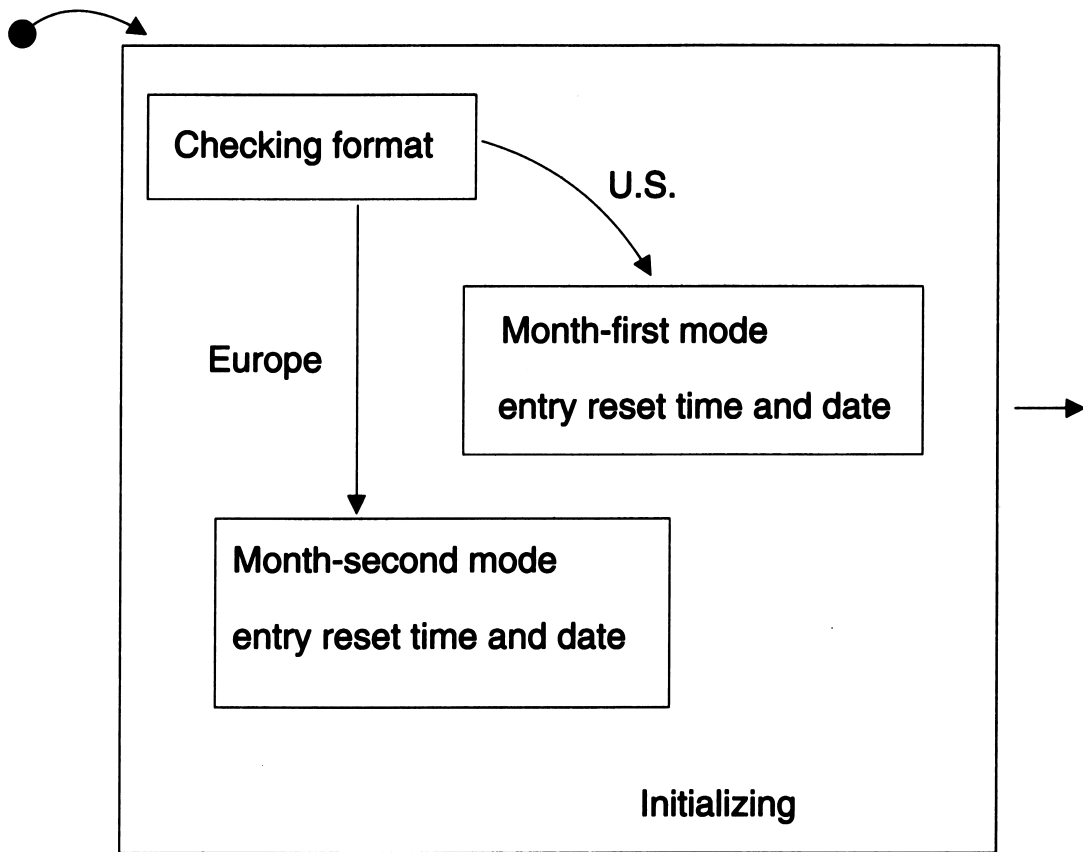 Checking format
U.S.
Month-first mode
entry reset time and date
Europe
Month-second mode
entry reset time and date
Initializing